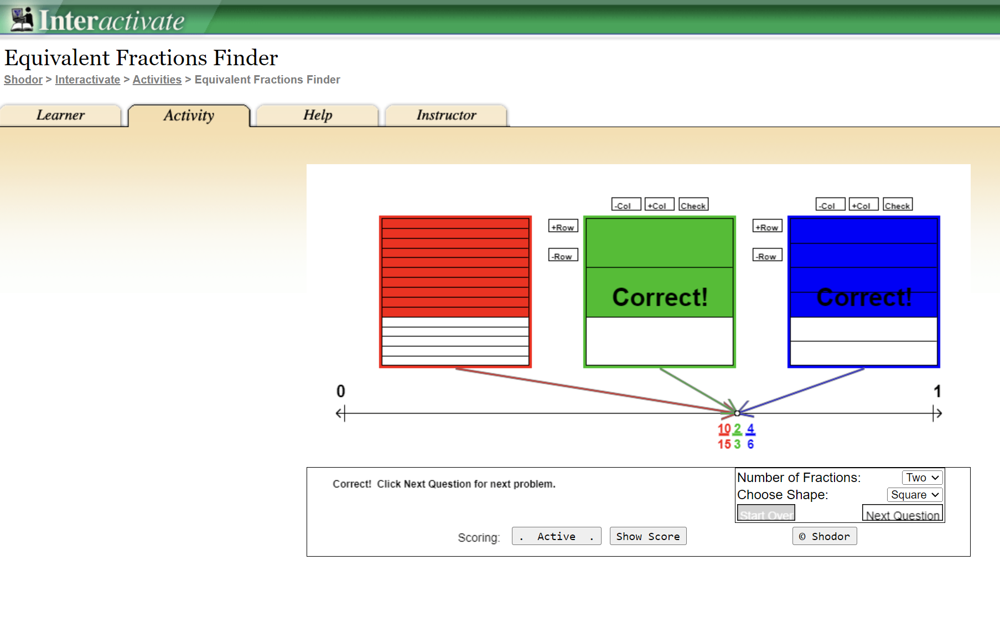 Interactivate
Equivalent Fractions Finder
Shodor > Interactivate > Activities > Equivalent Fractions Finder
Learner Activity Help Instructor
-Col +Col Check -Col +Col Check
+Row +Row
-Row -Row
Correct! Correct!
0 1
10 2 4
15 3 6
Correct! Click Next Question for next problem.
Number of Fractions: Two
Choose Shape: Square
Start Over Next Question
Scoring: . Active . Show Score © Shodor